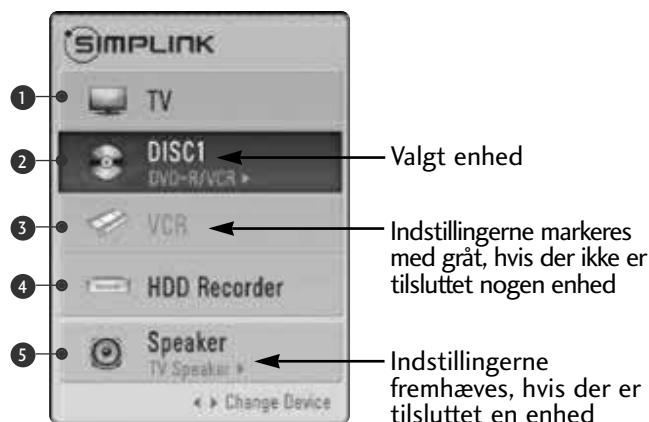 SIMPLINK
1 TV
2 DISC1
DVD-R/VCR ▸
Valgt enhed
3 VCR
Indstillingerne markeres
med gråt, hvis der ikke er
tilsluttet nogen enhed
4 HDD Recorder
5 Speaker
TV Speaker ▸
Indstillingerne
fremhæves, hvis der er
tilsluttet en enhed
◂ ▸ Change Device